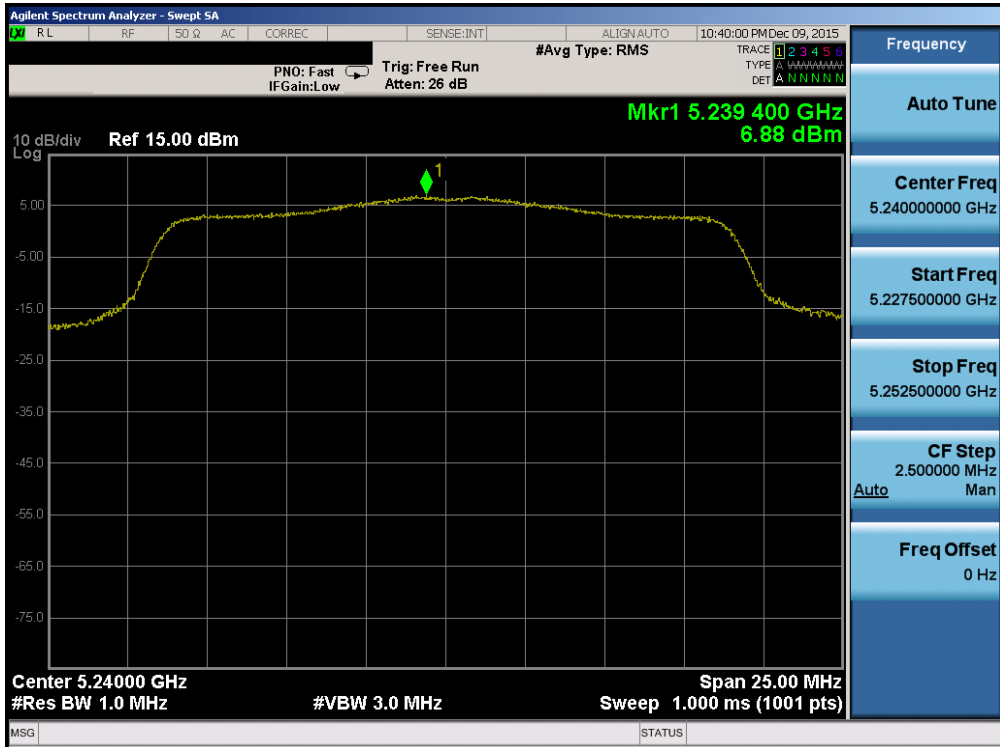 Agilent Spectrum Analyzer - Swept SA
LXI RL RF 50 Ω AC CORREC SENSE:INT ALIGN AUTO 10:40:00 PM Dec 09, 2015
#Avg Type: RMS
TRACE 1 2 3 4 5 6
PNO: Fast Trig: Free Run
TYPE A WWWWW
IFGain:Low Atten: 26 dB
DET A N N N N N
Mkr1 5.239 400 GHz
6.88 dBm
10 dB/div Ref 15.00 dBm
Log
1
5.00
-5.00
-15.0
-25.0
-35.0
-45.0
-55.0
-65.0
-75.0
Center 5.24000 GHz Span 25.00 MHz
#Res BW 1.0 MHz #VBW 3.0 MHz Sweep 1.000 ms (1001 pts)
MSG STATUS
Frequency
Auto Tune
Center Freq
5.240000000 GHz
Start Freq
5.227500000 GHz
Stop Freq
5.252500000 GHz
CF Step
2.500000 MHz
Auto Man
Freq Offset
0 Hz